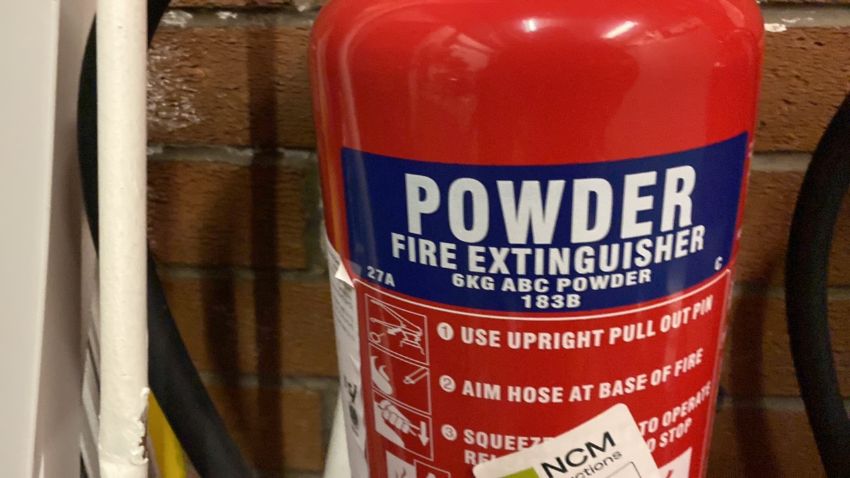 POWDER
FIRE EXTINGUISHER
27A 6KG ABC POWDER C
183B
1 USE UPRIGHT PULL OUT PIN
2 AIM HOSE AT BASE OF FIRE
3 SQUEEZE TO OPERATE
STOP
NCM